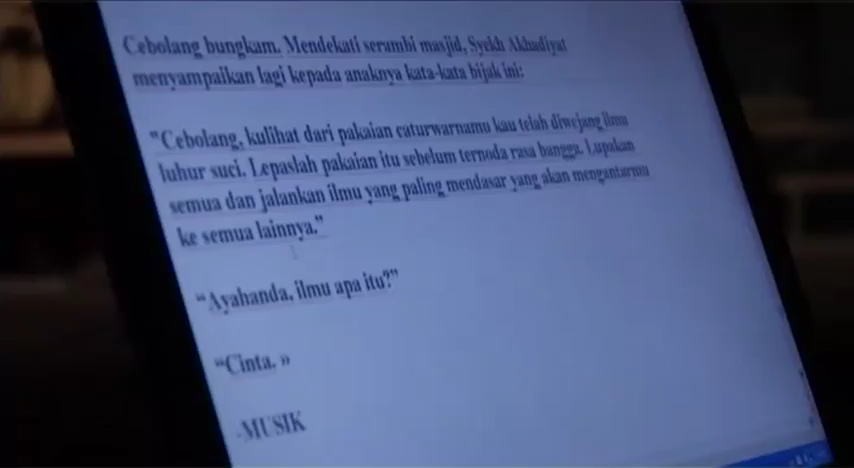 Cebolang bungkam. Mendekati serambi masjid, Syekh Akhadiyat
menyampaikan lagi kepada anaknya kata-kata bijak ini:
"Cebolang, kulihat dari pakaian caturwarnamu kau telah diwejang ilmu
luhur suci. Lepaslah pakaian itu sebelum ternoda rasa bangga. Lupakan
semua dan jalankan ilmu yang paling mendasar yang akan mengantarmu
ke semua lainnya."
“Ayahanda, ilmu apa itu?”
“Cinta. »
-MUSIK